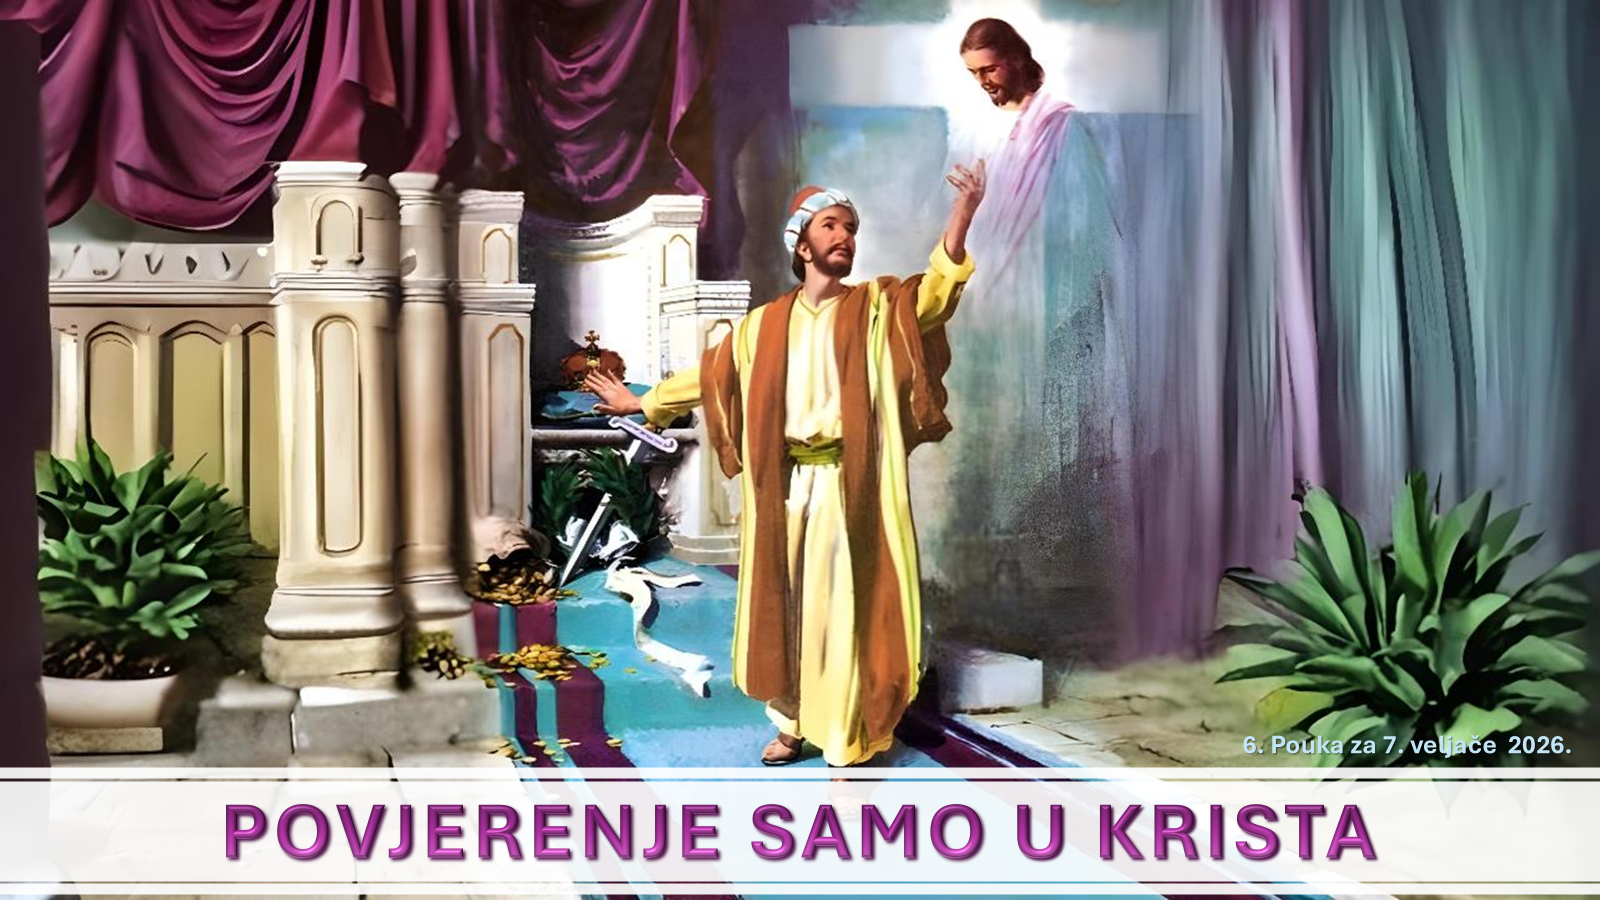 6. Pouka za 7. veljače 2026.
POVJERENJE SAMO U KRISTA